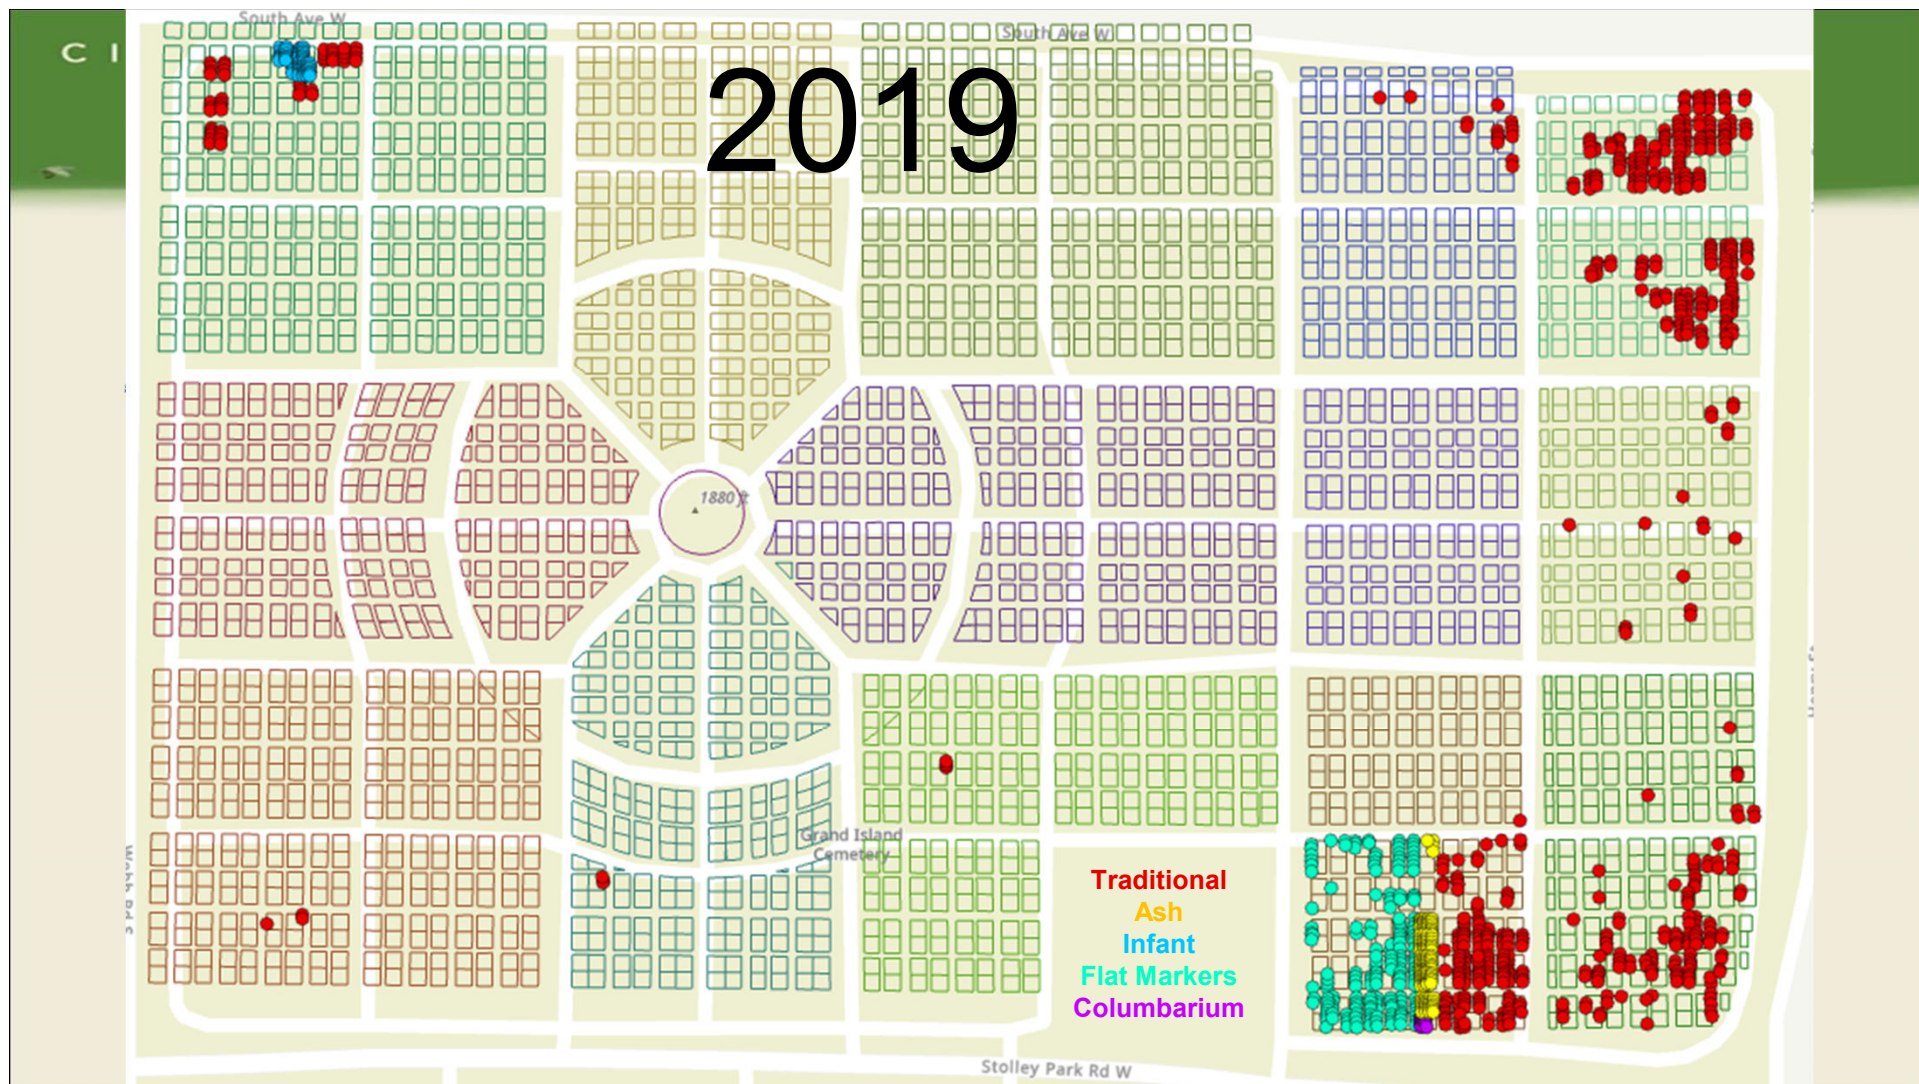 South Ave W
C I
South Ave W
2019
1880 ft
Grand Island
Cemetery
Traditional
Ash
Infant
Flat Markers
Columbarium
Stolley Park Rd W